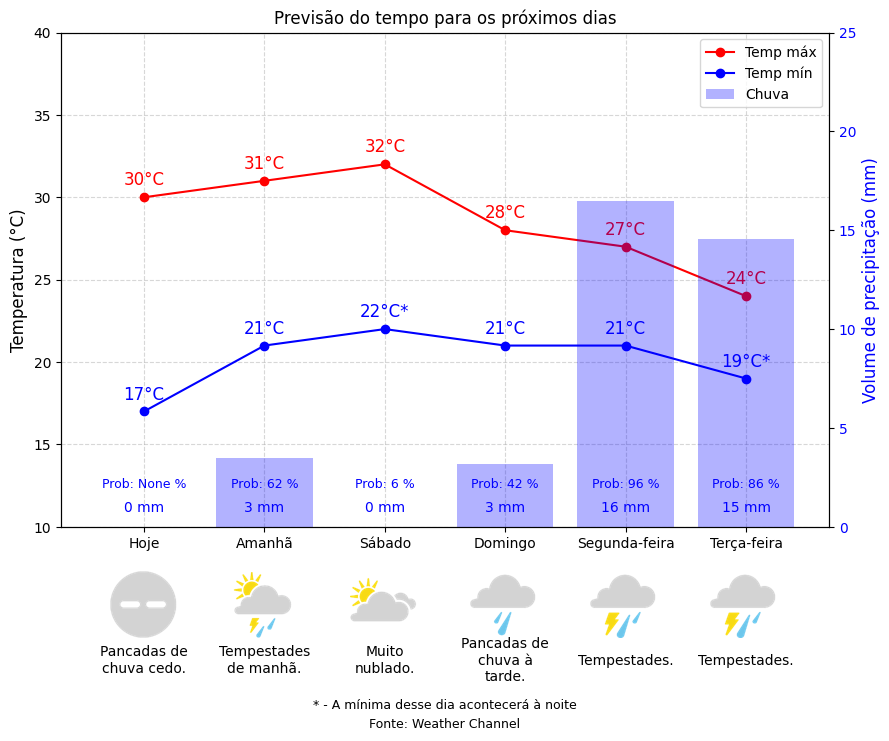 Previsão do tempo para os próximos dias
Temperatura (°C)
Volume de precipitação (mm)
40
35
30
25
20
15
10
25
20
15
10
5
0
Temp máx
Temp mín
Chuva
30°C
31°C
32°C
28°C
27°C
24°C
17°C
21°C
22°C*
21°C
21°C
19°C*
Prob: None %
Prob: 62 %
Prob: 6 %
Prob: 42 %
Prob: 96 %
Prob: 86 %
0 mm
3 mm
0 mm
3 mm
16 mm
15 mm
Hoje
Amanhã
Sábado
Domingo
Segunda-feira
Terça-feira
Pancadas de
chuva cedo.
Tempestades
de manhã.
Muito
nublado.
Pancadas de
chuva à
tarde.
Tempestades.
Tempestades.
* - A mínima desse dia acontecerá à noite
Fonte: Weather Channel